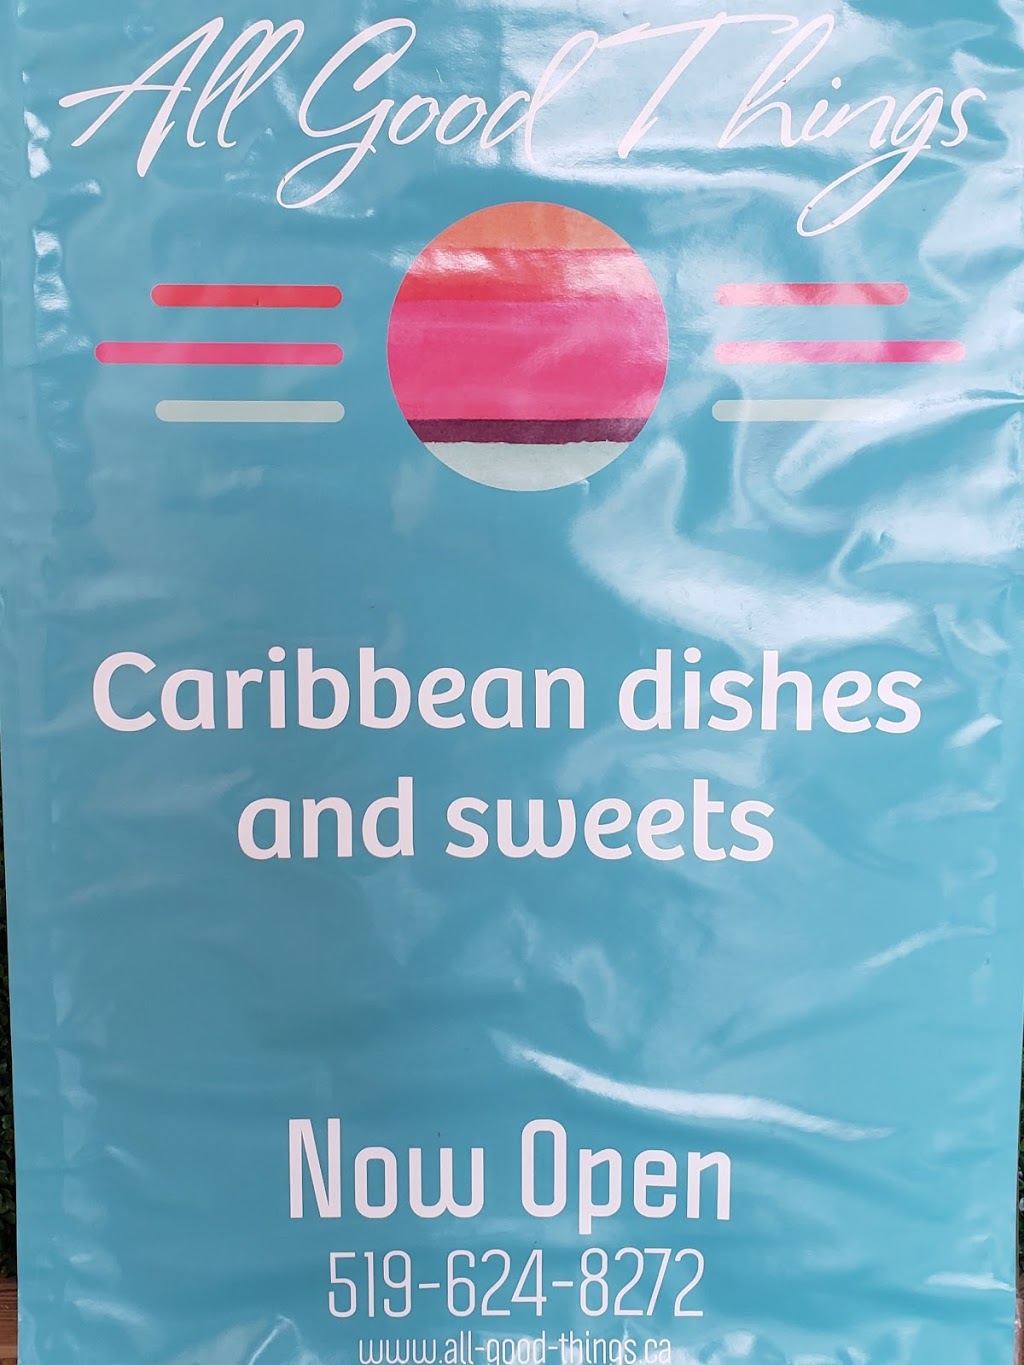 All Good Things
Caribbean dishes
and sweets
Now Open
519-624-8272
www.all-good-things.ca